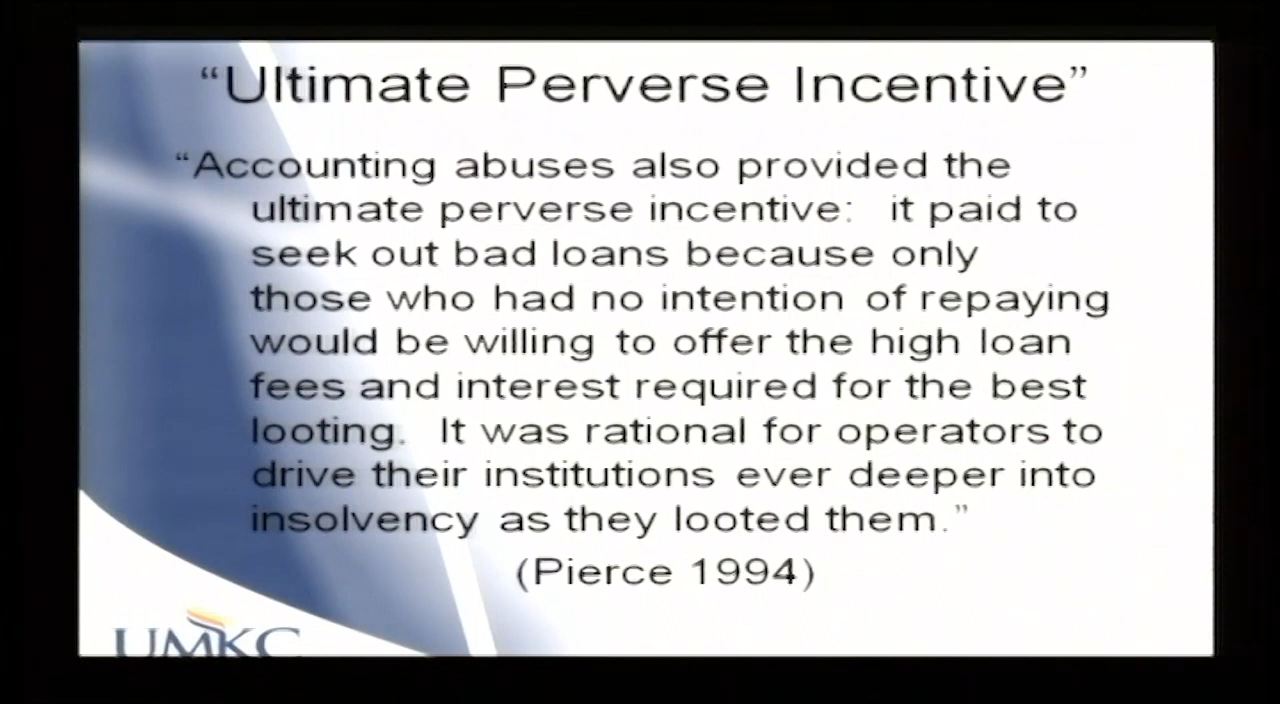 “Ultimate Perverse Incentive”
“Accounting abuses also provided the
ultimate perverse incentive: it paid to
seek out bad loans because only
those who had no intention of repaying
would be willing to offer the high loan
fees and interest required for the best
looting. It was rational for operators to
drive their institutions ever deeper into
insolvency as they looted them.”
(Pierce 1994)
UMKC